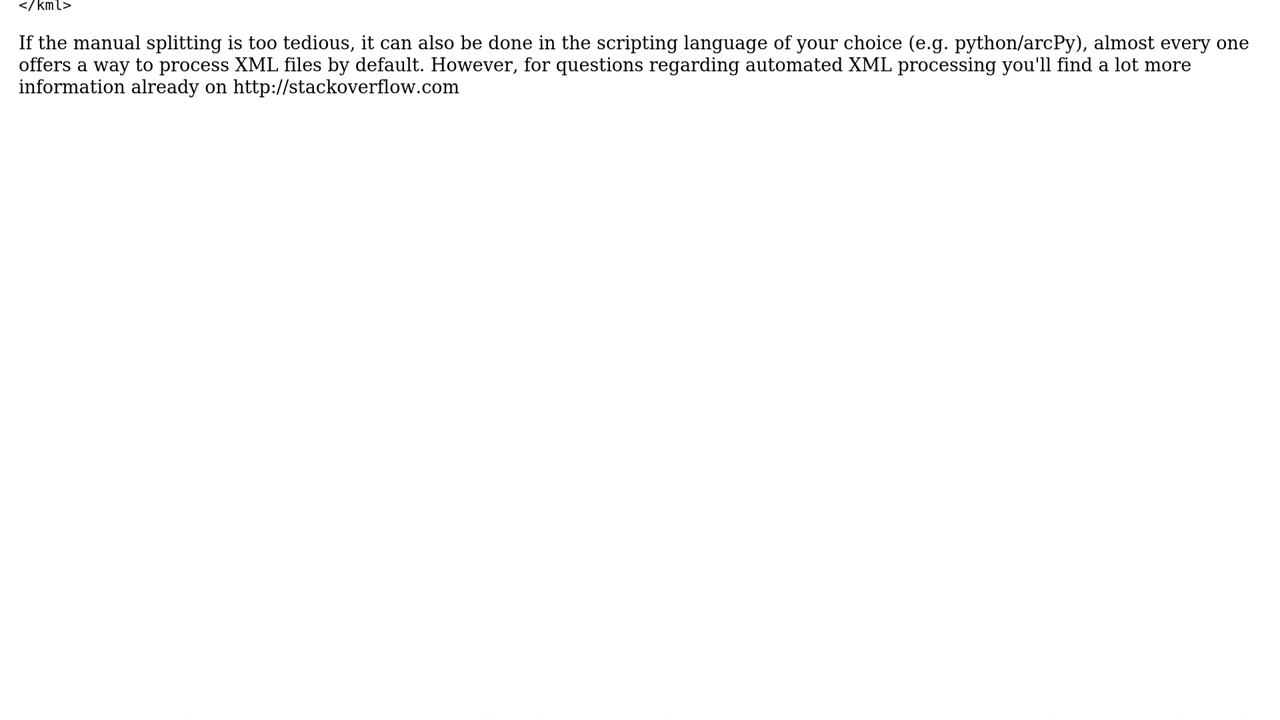 </kml>
If the manual splitting is too tedious, it can also be done in the scripting language of your choice (e.g. python/arcPy), almost every one
offers a way to process XML files by default. However, for questions regarding automated XML processing you'll find a lot more
information already on http://stackoverflow.com